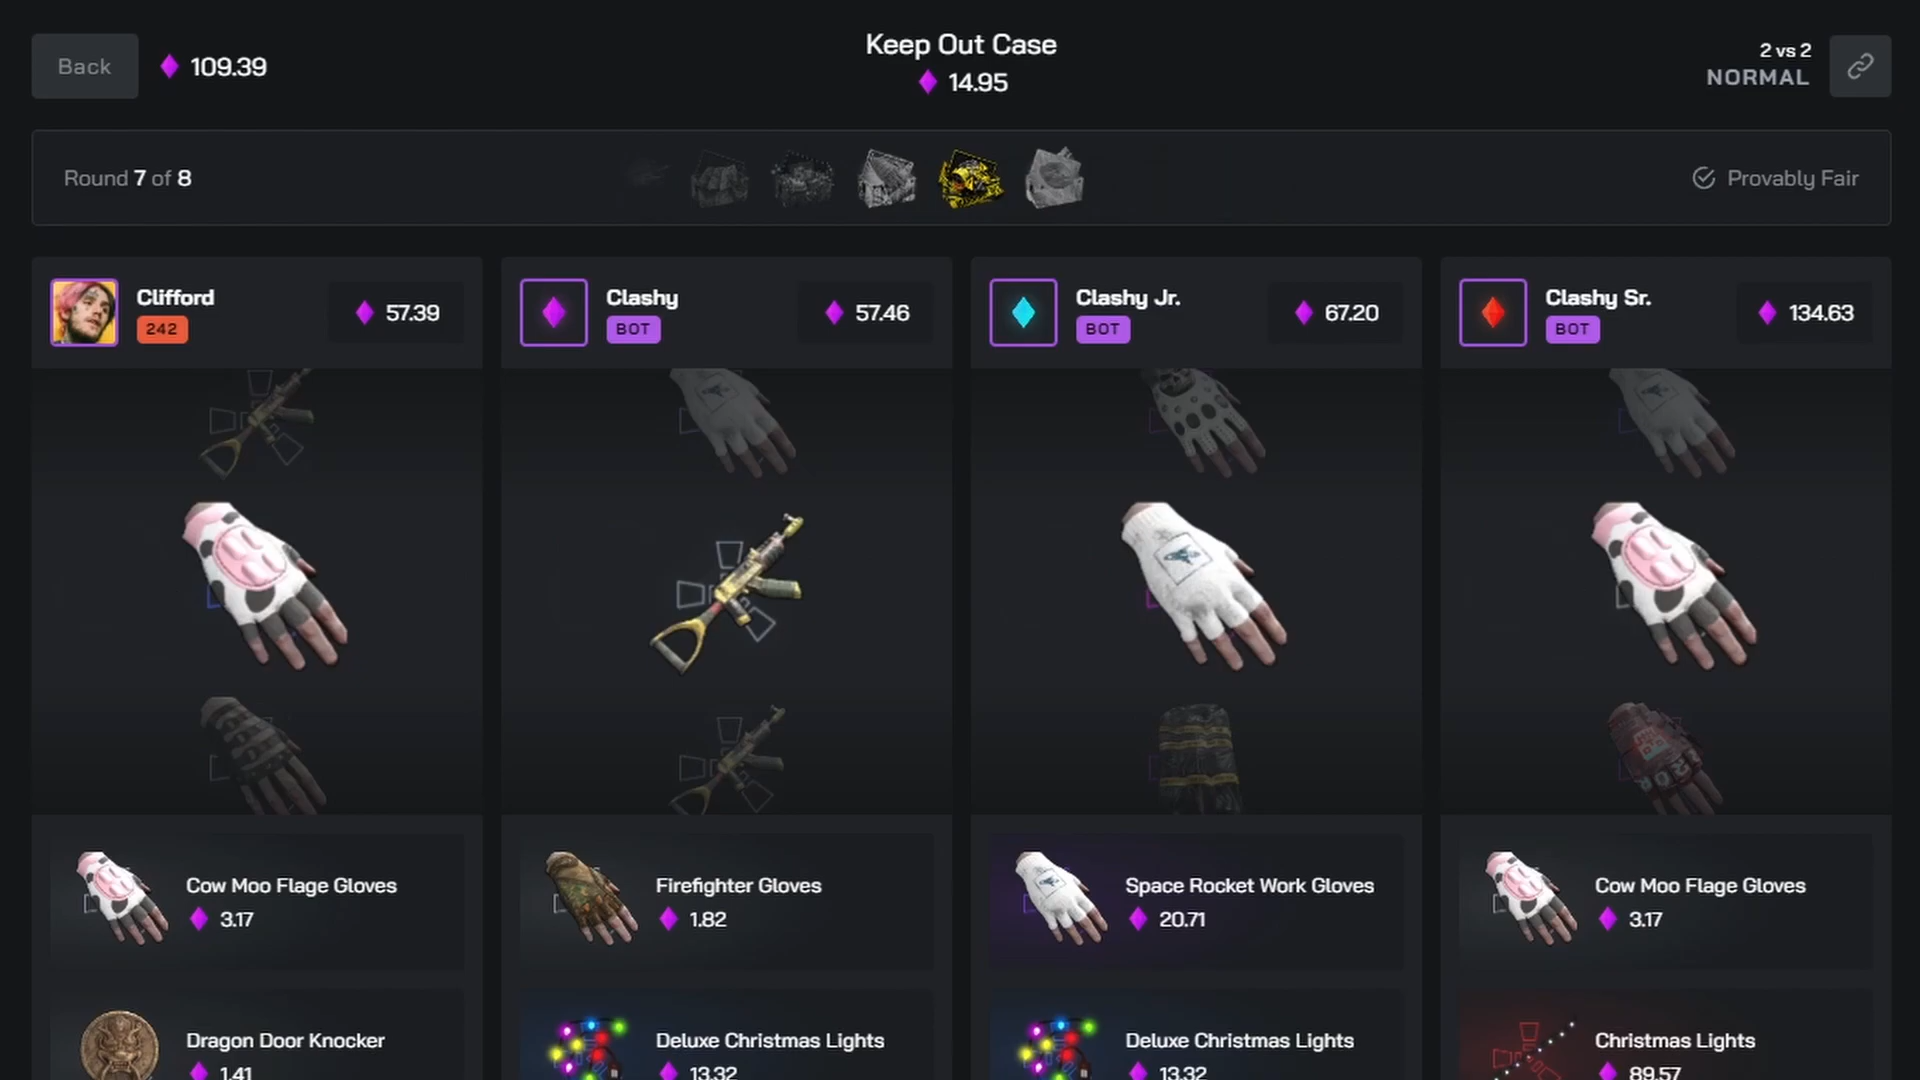 Back
109.39
Keep Out Case
14.95
2 vs 2
NORMAL
Round 7 of 8
Provably Fair
Clifford
242
57.39
Clashy
BOT
57.46
Clashy Jr.
BOT
67.20
Clashy Sr.
BOT
134.63
Cow Moo Flage Gloves
3.17
Firefighter Gloves
1.82
Space Rocket Work Gloves
20.71
Cow Moo Flage Gloves
3.17
Dragon Door Knocker
1.41
Deluxe Christmas Lights
13.32
Deluxe Christmas Lights
13.32
Christmas Lights
89.57